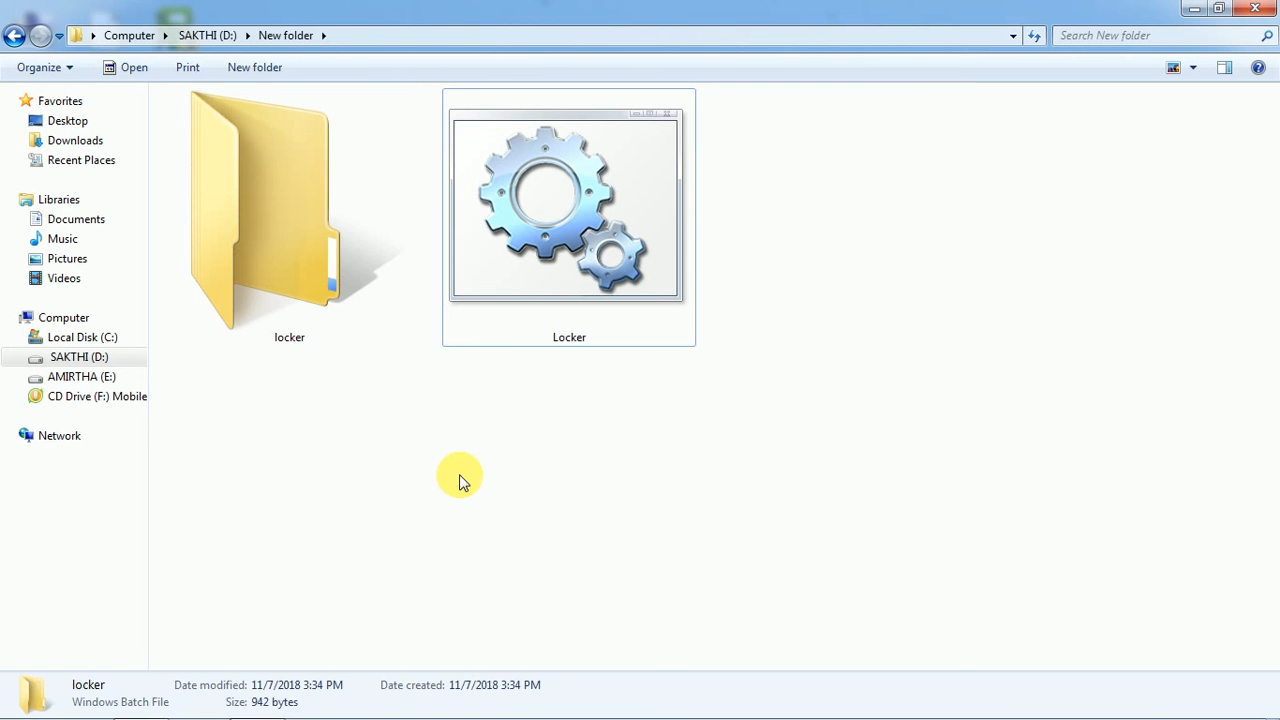 Computer SAKTHI (D:) New folder
Search New folder
Organize Open Print New folder
Favorites
Desktop
Downloads
Recent Places
Libraries
Documents
Music
Pictures
Videos
Computer
Local Disk (C:)
SAKTHI (D:)
AMIRTHA (E:)
CD Drive (F:) Mobile
Network
locker
Locker
locker Date modified: 11/7/2018 3:34 PM Date created: 11/7/2018 3:34 PM
Windows Batch File Size: 942 bytes